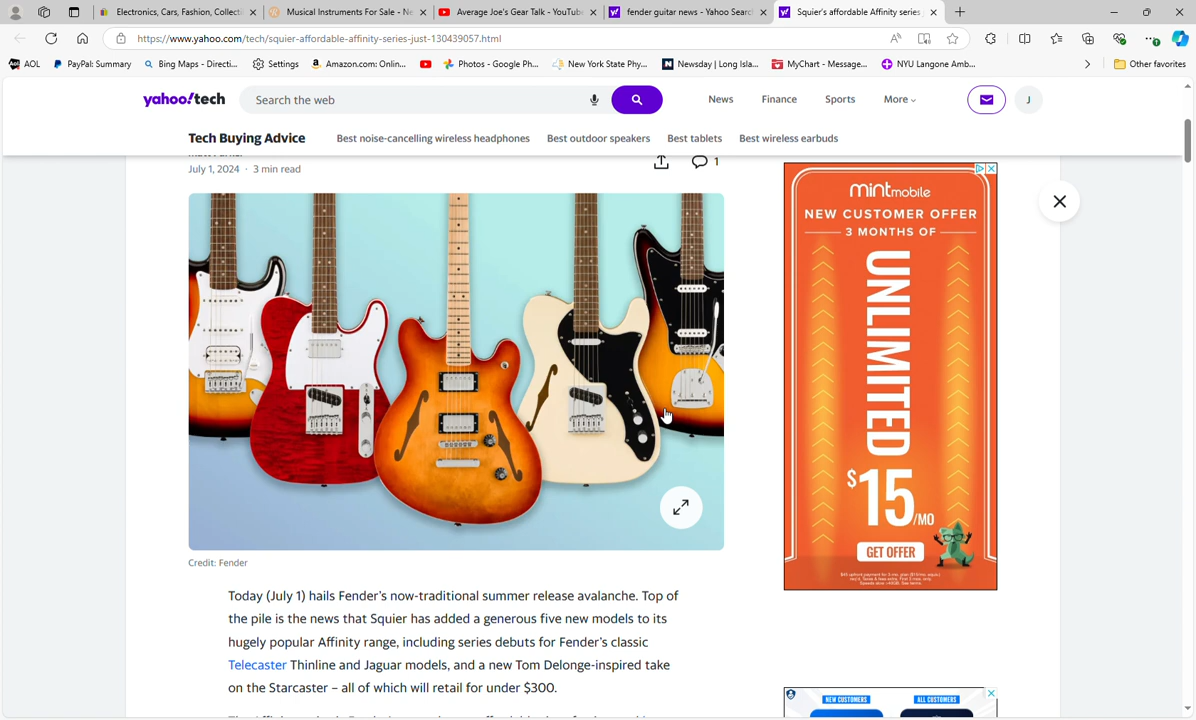 Electronics, Cars, Fashion, Collecti
Musical Instruments For Sale - Ne
Average Joe's Gear Talk - YouTube
fender guitar news - Yahoo Searc
Squier's affordable Affinity series
https://www.yahoo.com/tech/squier-affordable-affinity-series-just-130439057.html
AOL
PayPal: Summary
Bing Maps - Directi...
Settings
Amazon.com: Onlin...
Photos - Google Ph...
New York State Phy...
Newsday | Long Isla...
MyChart - Message...
NYU Langone Amb...
Other favorites
yahoo!tech
Search the web
News
Finance
Sports
More
J
Tech Buying Advice
Best noise-cancelling wireless headphones
Best outdoor speakers
Best tablets
Best wireless earbuds
July 1, 2024 · 3 min read
1
Credit: Fender
Today (July 1) hails Fender's now-traditional summer release avalanche. Top of
the pile is the news that Squier has added a generous five new models to its
hugely popular Affinity range, including series debuts for Fender's classic
Telecaster Thinline and Jaguar models, and a new Tom Delonge-inspired take
on the Starcaster – all of which will retail for under $300.
mint mobile
NEW CUSTOMER OFFER
3 MONTHS OF
UNLIMITED
$15/MO
GET OFFER
NEW CUSTOMERS
ALL CUSTOMERS